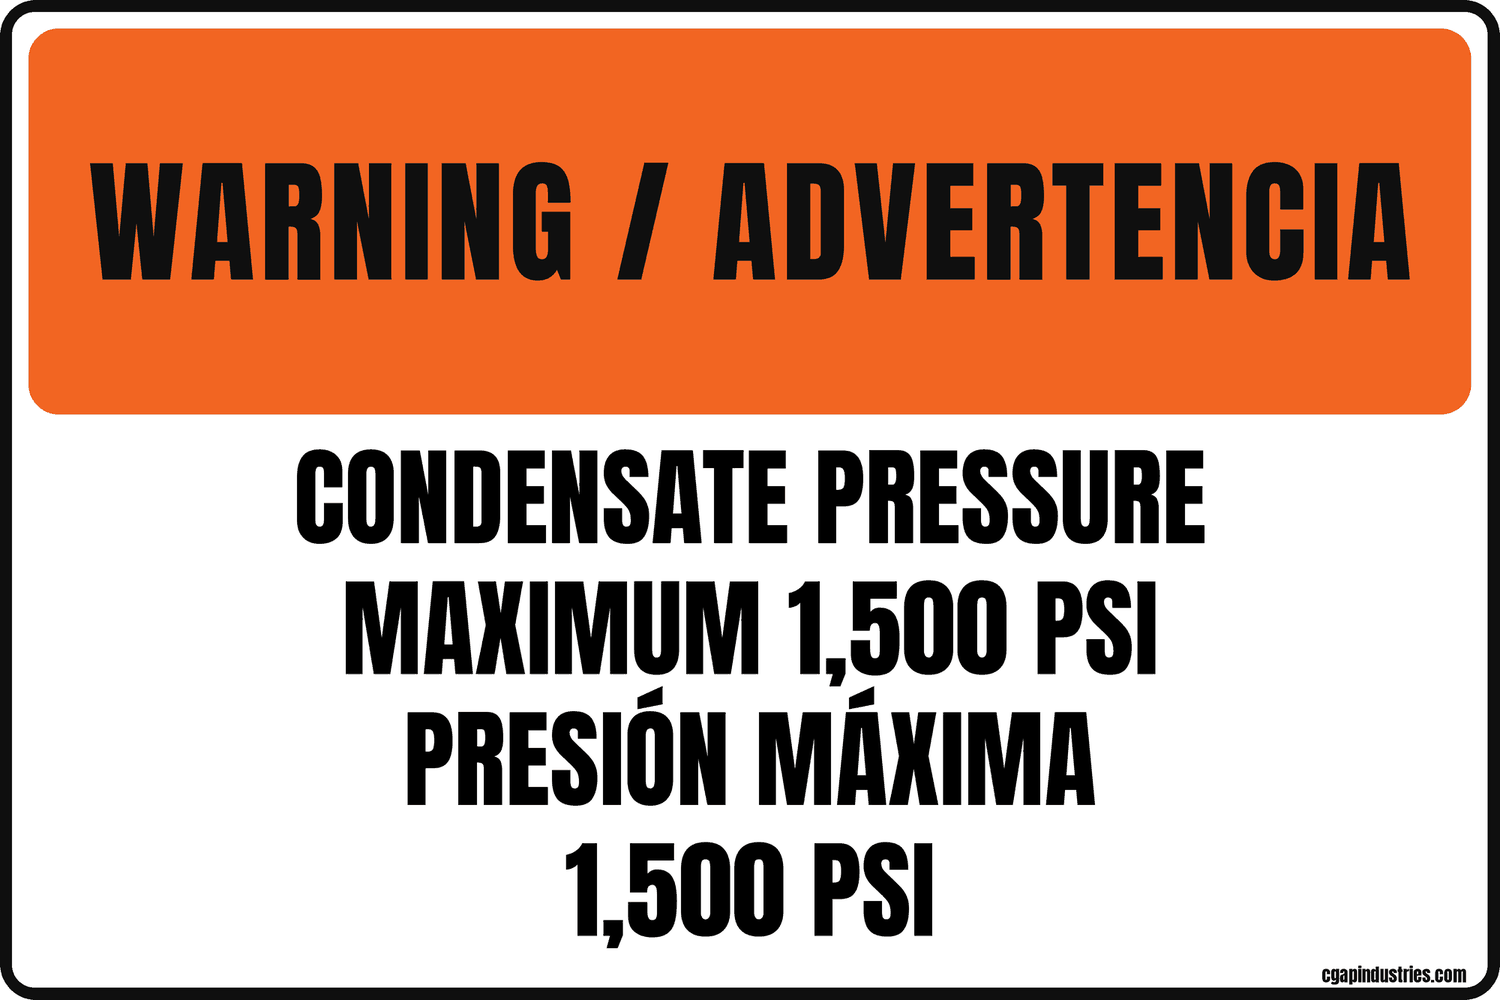 WARNING / ADVERTENCIA
CONDENSATE PRESSURE
MAXIMUM 1,500 PSI
PRESIÓN MÁXIMA
1,500 PSI
cgapindustries.com